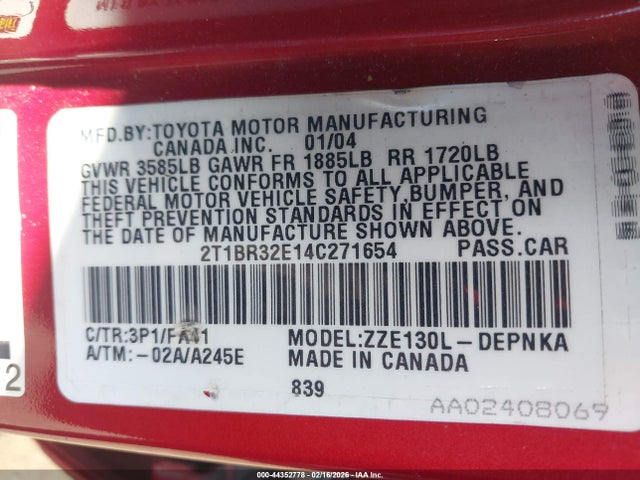 MFD.BY:TOYOTA MOTOR MANUFACTURING
CANADA INC. 01/04
GVWR 3585LB GAWR FR 1885LB RR 1720LB
THIS VEHICLE CONFORMS TO ALL APPLICABLE
FEDERAL MOTOR VEHICLE SAFETY,BUMPER, AND
THEFT PREVENTION STANDARDS IN EFFECT ON
THE DATE OF MANUFACTURE SHOWN ABOVE.
2T1BR32E14C271654 PASS.CAR
C/TR:3P1/FA41 MODEL:ZZE130L-DEPNKA
A/TM:-02A/A245E MADE IN CANADA
2
839
AA02408069
000-44352778 - 02/16/2026 - IAA Inc.